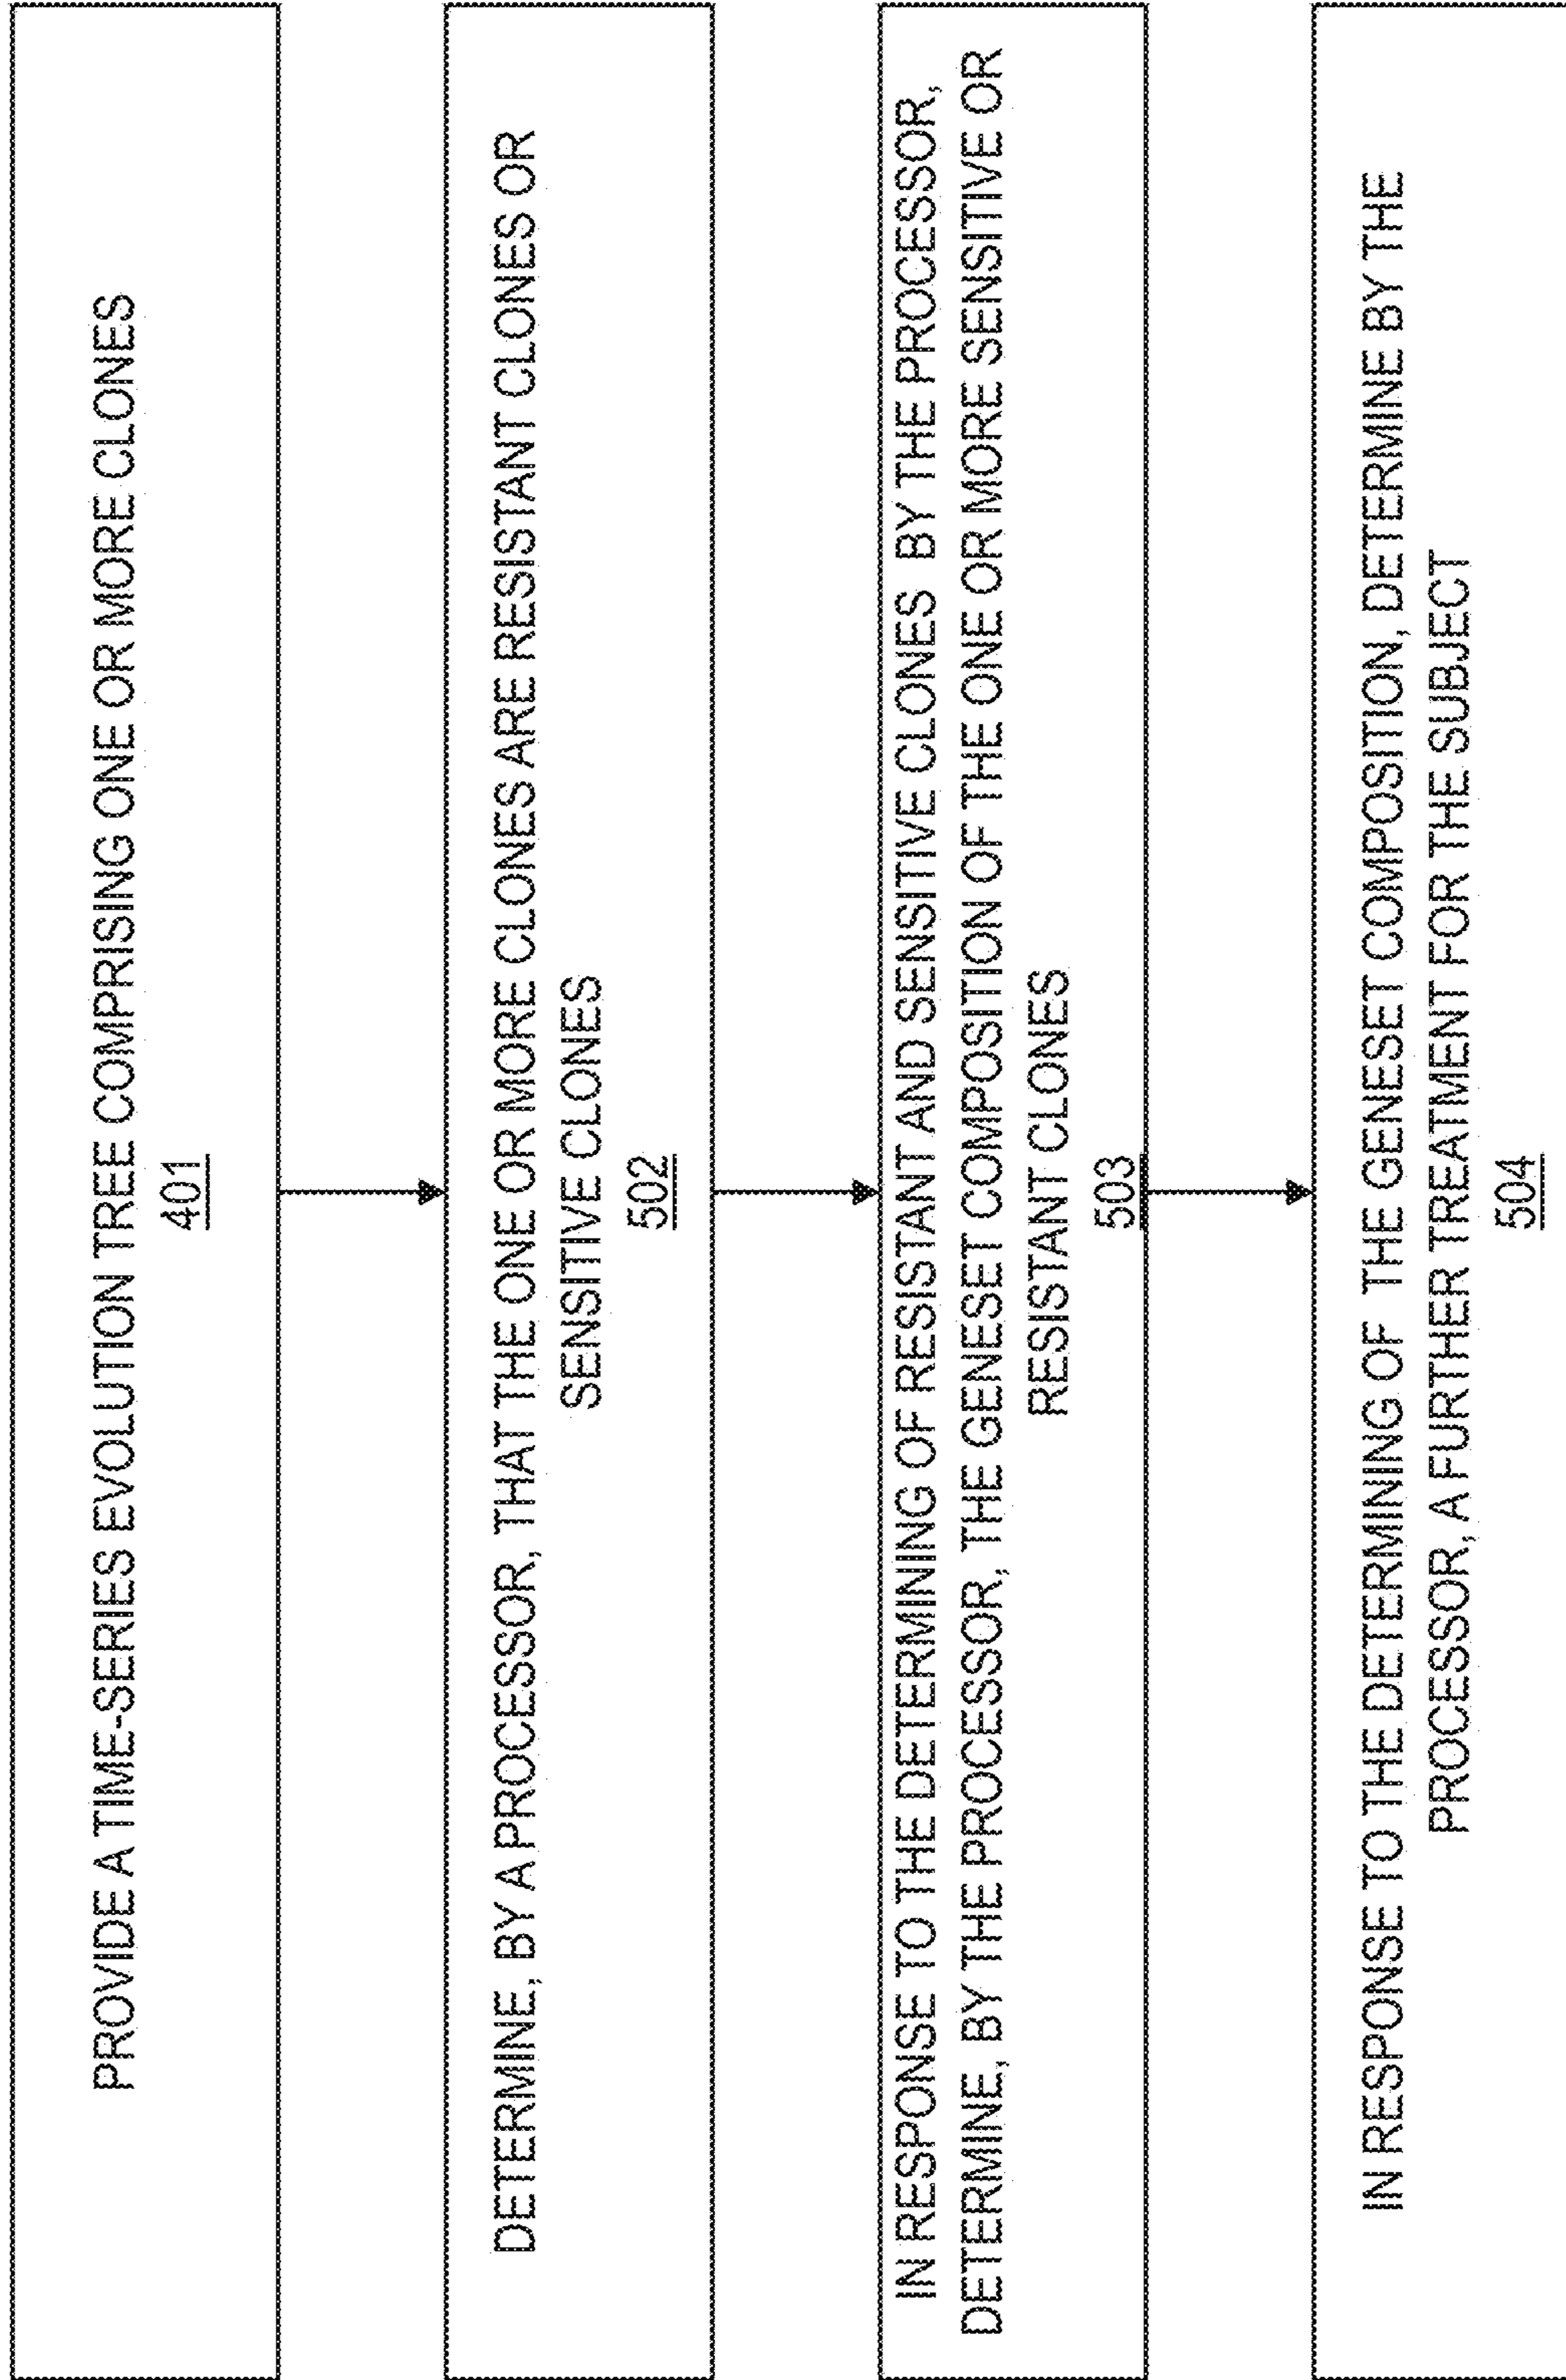 PROVIDE A TIME-SERIES EVOLUTION TREE COMPRISING ONE OR MORE CLONES
401
DETERMINE, BY A PROCESSOR, THAT THE ONE OR MORE CLONES ARE RESISTANT CLONES OR
SENSITIVE CLONES
502
IN RESPONSE TO THE DETERMINING OF RESISTANT AND SENSITIVE CLONES BY THE PROCESSOR,
DETERMINE, BY THE PROCESSOR, THE GENESET COMPOSITION OF THE ONE OR MORE SENSITIVE OR
RESISTANT CLONES
503
IN RESPONSE TO THE DETERMINING OF THE GENESET COMPOSITION, DETERMINE BY THE
PROCESSOR, A FURTHER TREATMENT FOR THE SUBJECT
504